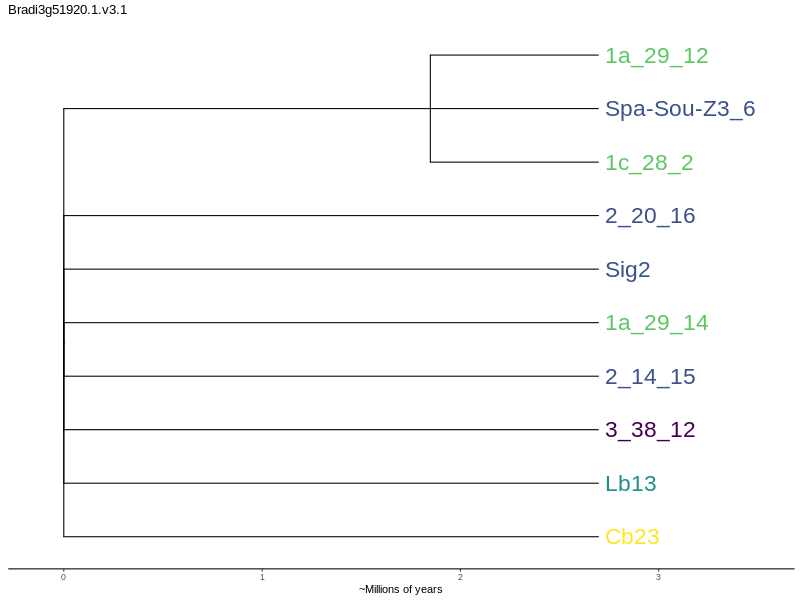 Bradi3g51920.1.v3.1
1a_29_12
Spa-Sou-Z3_6
1c_28_2
2_20_16
Sig2
1a_29_14
2_14_15
3_38_12
Lb13
Cb23
0 1 2 3
~Millions of years